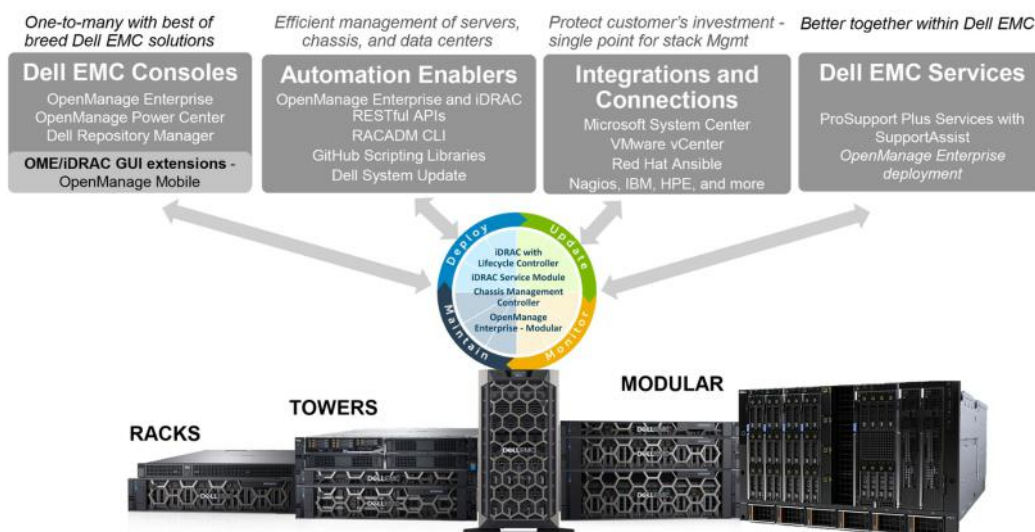 One-to-many with best of
breed Dell EMC solutions
Dell EMC Consoles
OpenManage Enterprise
OpenManage Power Center
Dell Repository Manager
OME/iDRAC GUI extensions -
OpenManage Mobile
Efficient management of servers,
chassis, and data centers
Automation Enablers
OpenManage Enterprise and iDRAC
RESTful APIs
RACADM CLI
GitHub Scripting Libraries
Dell System Update
Protect customer's investment -
single point for stack Mgmt
Integrations and
Connections
Microsoft System Center
VMware vCenter
Red Hat Ansible
Nagios, IBM, HPE, and more
Better together within Dell EMC
Dell EMC Services
ProSupport Plus Services with
SupportAssist
OpenManage Enterprise
deployment
Deploy
Update
Maintain
Monitor
iDRAC with
Lifecycle Controller
iDRAC Service Module
Chassis Management
Controller
OpenManage
Enterprise - Modular
RACKS
TOWERS
MODULAR
DELLEMC
DELLEMC
DELLEMC
DELLEMC